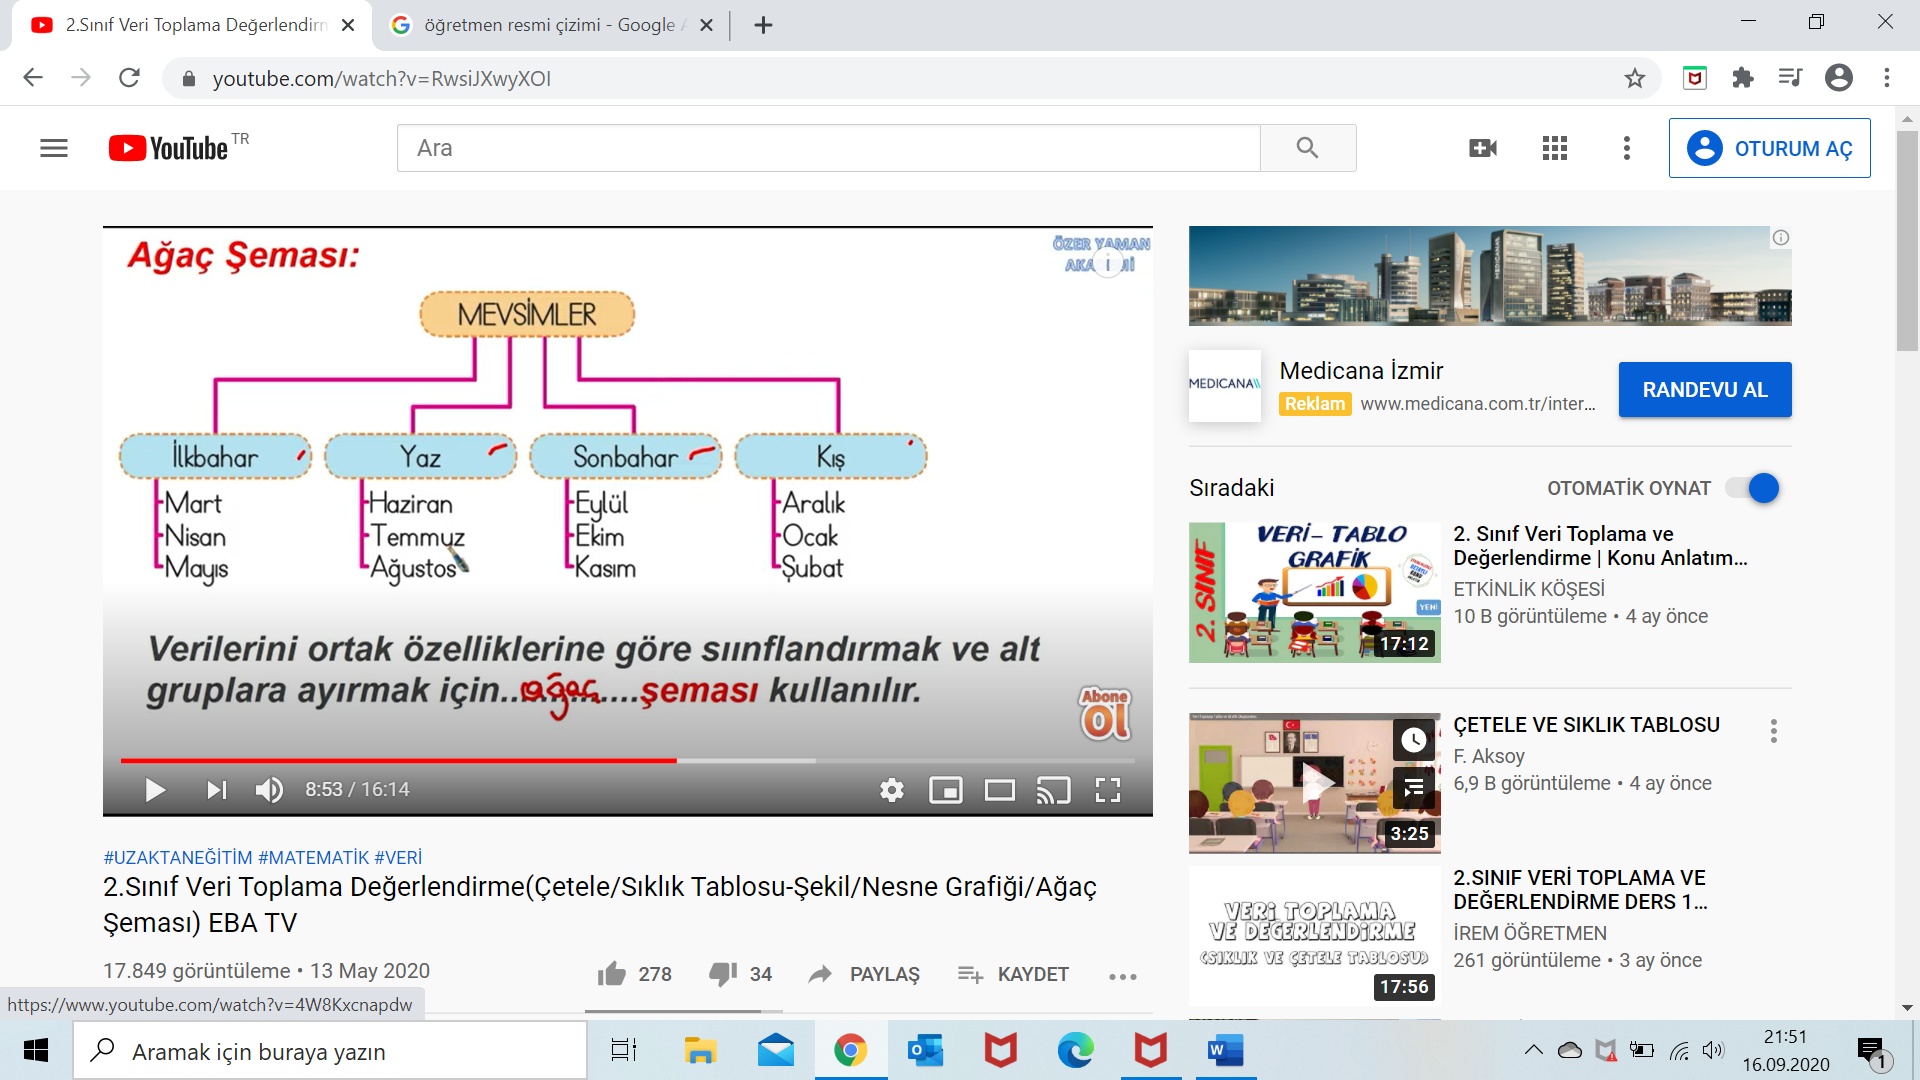 2.Sınıf Veri Toplama Değerlendirm
öğretmen resmi çizimi - Google A
youtube.com/watch?v=RwsiJXwyXOI
YouTube TR
Ara
OTURUM AÇ
Ağaç Şeması:
ÖZER YAMAN
MEVSİMLER
İlkbahar
Yaz
Sonbahar
Kış
Mart
Nisan
Mayıs
Haziran
Temmuz
Ağustos
Eylül
Ekim
Kasım
Aralık
Ocak
Şubat
Verilerini ortak özelliklerine göre sıınflandırmak ve alt
gruplara ayırmak için..ağaç....şeması kullanılır.
Abone
Ol
8:53 / 16:14
#UZAKTANEĞİTİM #MATEMATİK #VERİ
2.Sınıf Veri Toplama Değerlendirme(Çetele/Sıklık Tablosu-Şekil/Nesne Grafiği/Ağaç
Şeması) EBA TV
17.849 görüntüleme • 13 May 2020
278
34
PAYLAŞ
KAYDET
https://www.youtube.com/watch?v=4W8Kxcnapdw
MEDICANA
Medicana İzmir
Reklam www.medicana.com.tr/inter...
RANDEVU AL
Sıradaki
OTOMATİK OYNAT
2. SINIF
VERİ- TABLO
GRAFİK
YENİ
17:12
2. Sınıf Veri Toplama ve
Değerlendirme | Konu Anlatım...
ETKİNLİK KÖŞESİ
10 B görüntüleme • 4 ay önce
3:25
ÇETELE VE SIKLIK TABLOSU
F. Aksoy
6,9 B görüntüleme • 4 ay önce
VERİ TOPLAMA
VE DEĞERLENDİRME
(SIKLIK VE ÇETELE TABLOSU)
17:56
2.SINIF VERİ TOPLAMA VE
DEĞERLENDİRME DERS 1...
İREM ÖĞRETMEN
261 görüntüleme • 3 ay önce
Aramak için buraya yazın
21:51
16.09.2020
1